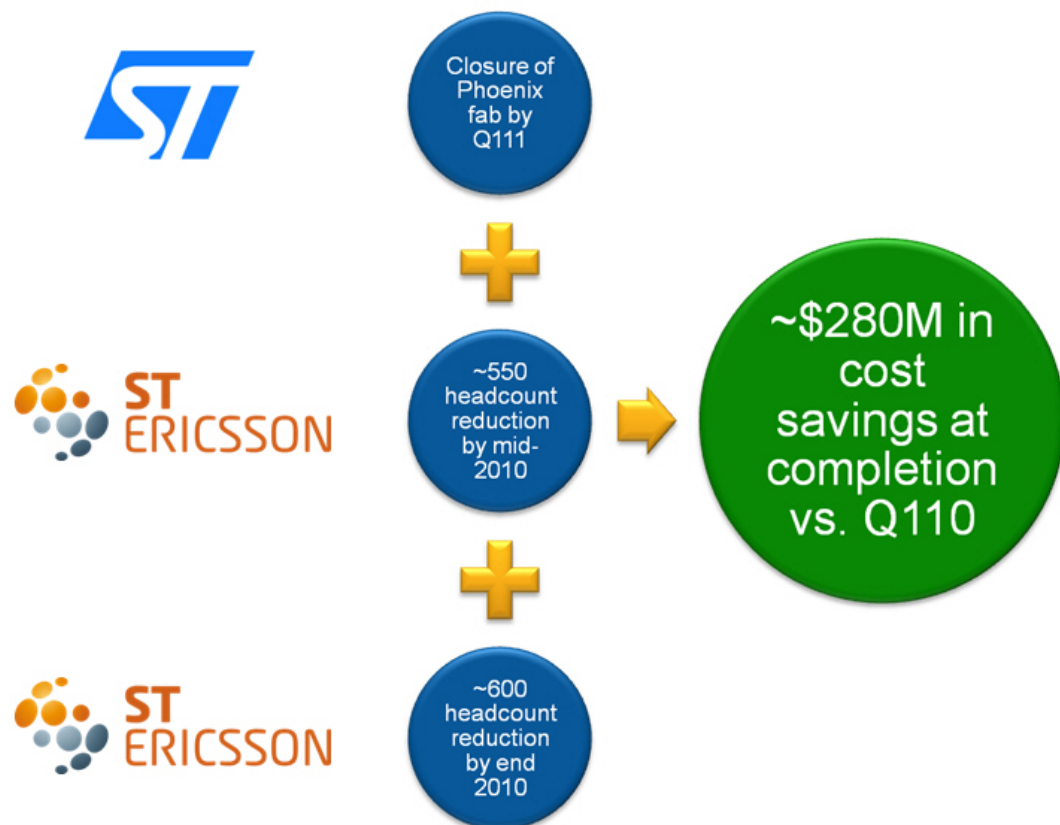 ST
Closure of
Phoenix
fab by
Q111
ST
ERICSSON
~550
headcount
reduction
by mid-
2010
~$280M in
cost
savings at
completion
vs. Q110
ST
ERICSSON
~600
headcount
reduction
by end
2010